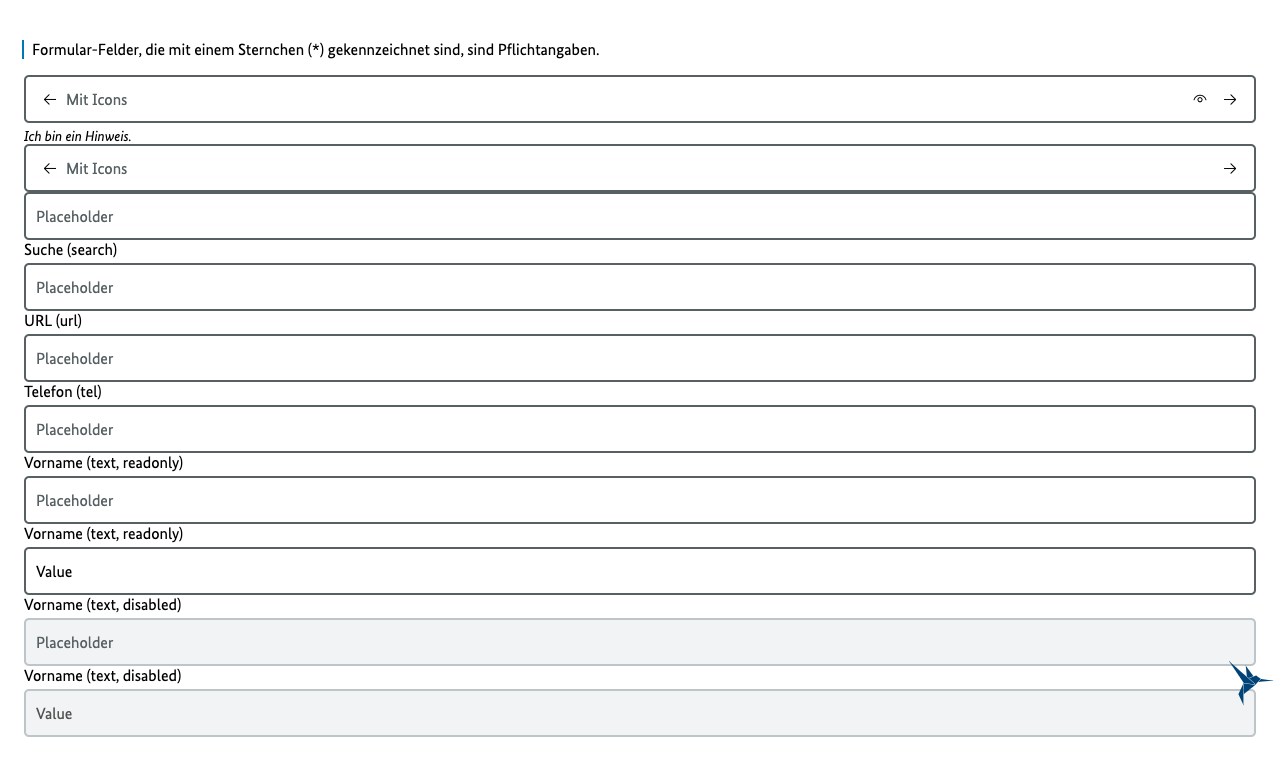 Formular-Felder, die mit einem Sternchen (*) gekennzeichnet sind, sind Pflichtangaben.
Mit Icons
Ich bin ein Hinweis.
Mit Icons
Placeholder
Suche (search)
Placeholder
URL (url)
Placeholder
Telefon (tel)
Placeholder
Vorname (text, readonly)
Placeholder
Vorname (text, readonly)
Value
Vorname (text, disabled)
Placeholder
Vorname (text, disabled)
Value